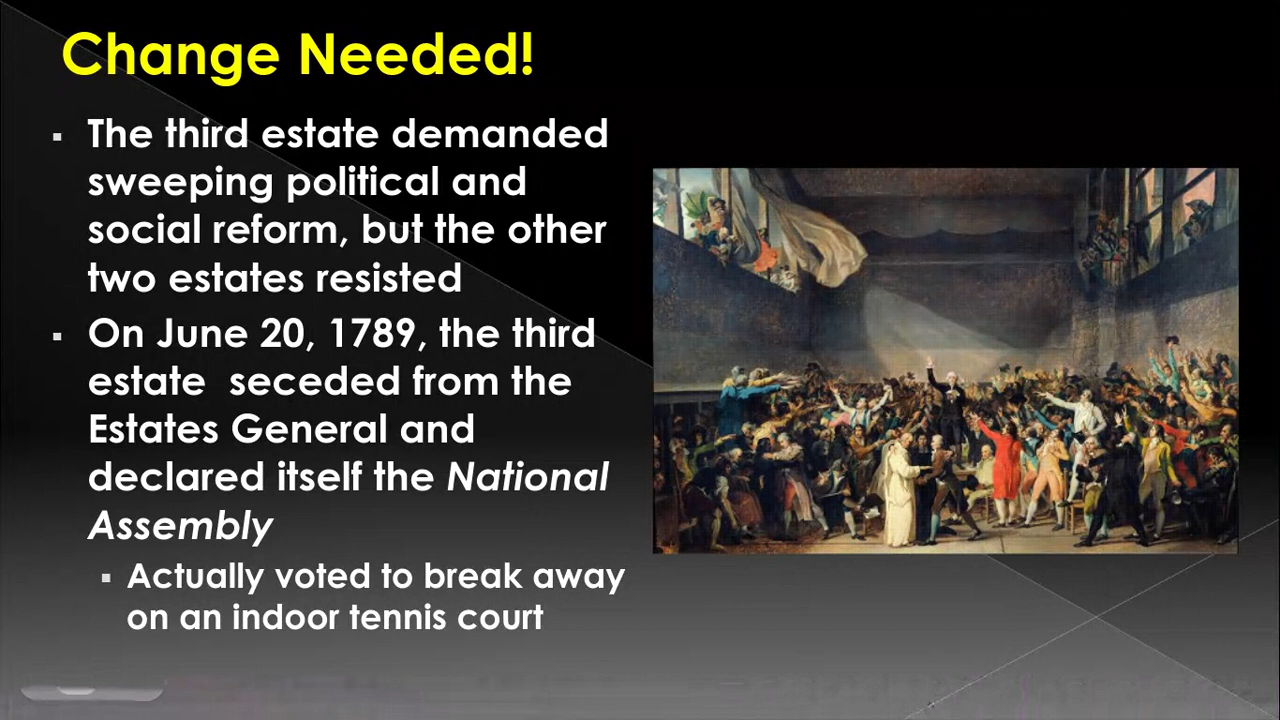 Change Needed!
The third estate demanded
sweeping political and
social reform, but the other
two estates resisted
On June 20, 1789, the third
estate  seceded from the
Estates General and
declared itself the National
Assembly
Actually voted to break away
on an indoor tennis court